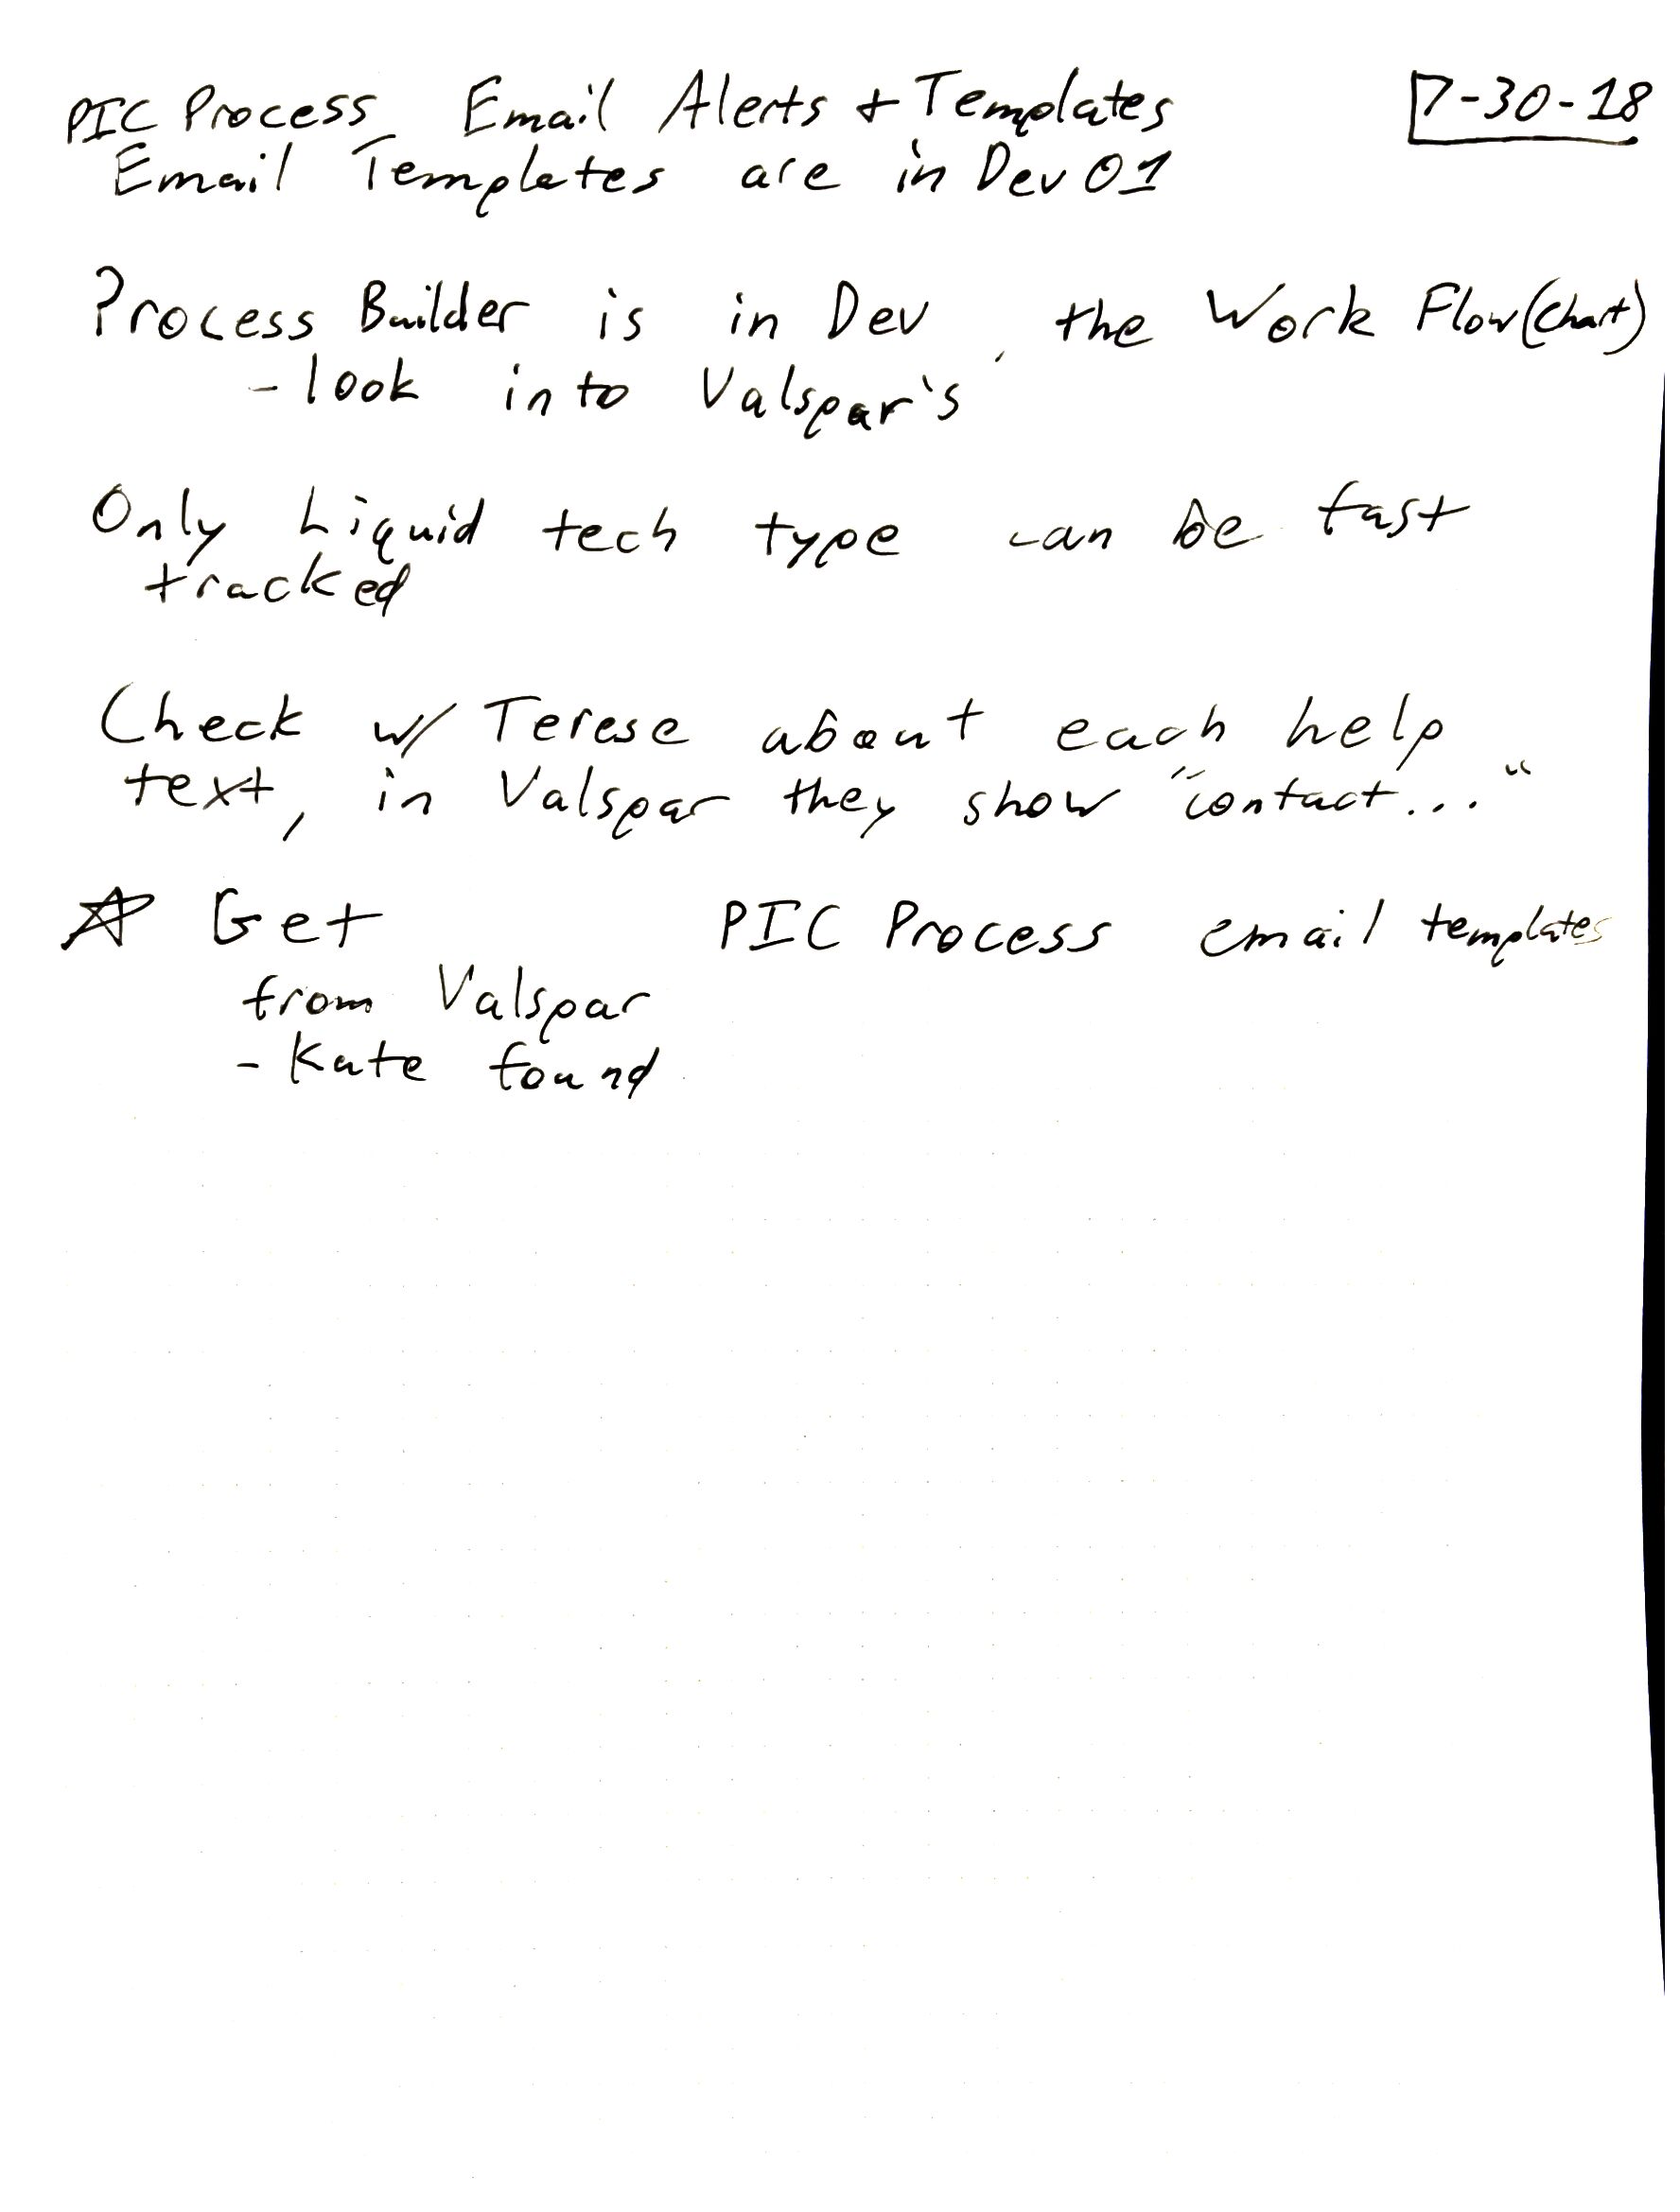 PIC Process Email Alerts + Templates 7-30-18
Email Templates are in Dev 01
Process Builder is in Dev, the Work Flow (Chart)
- look into Valspar's
Only Liquid tech type can be fast
tracked
Check w/ Terese about each help
text, in Valspar they show "contact..."
☆ Get PIC Process email templates
from Valspar
- Kate found